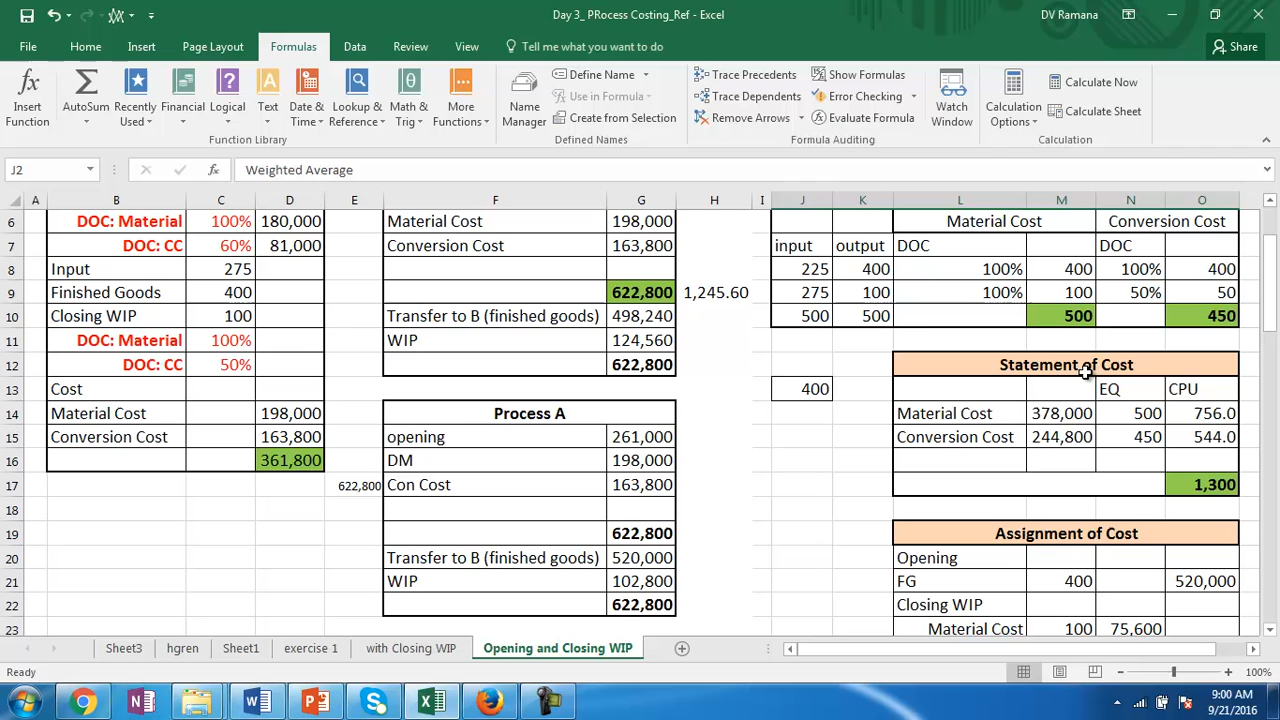 Day 3_ PRocess Costing_Ref - Excel
DV Ramana
File Home Insert Page Layout Formulas Data Review View Tell me what you want to do Share
Insert Function
AutoSum
Recently Used
Financial
Logical
Text
Date & Time
Lookup & Reference
Math & Trig
More Functions
Function Library
Name Manager
Define Name
Use in Formula
Create from Selection
Defined Names
Trace Precedents
Trace Dependents
Remove Arrows
Show Formulas
Error Checking
Evaluate Formula
Formula Auditing
Watch Window
Calculation Options
Calculate Now
Calculate Sheet
Calculation
J2 fx Weighted Average
A B C D E F G H I J K L M N O
6 DOC: Material 100% 180,000 Material Cost 198,000 Material Cost Conversion Cost
7 DOC: CC 60% 81,000 Conversion Cost 163,800 input output DOC DOC
8 Input 275 225 400 100% 400 100% 400
9 Finished Goods 400 622,800 1,245.60 275 100 100% 100 50% 50
10 Closing WIP 100 Transfer to B (finished goods) 498,240 500 500 500 450
11 DOC: Material 100% WIP 124,560
12 DOC: CC 50% 622,800 Statement of Cost
13 Cost 400 EQ CPU
14 Material Cost 198,000 Process A Material Cost 378,000 500 756.0
15 Conversion Cost 163,800 opening 261,000 Conversion Cost 244,800 450 544.0
16 361,800 DM 198,000
17 622,800 Con Cost 163,800 1,300
18
19 622,800 Assignment of Cost
20 Transfer to B (finished goods) 520,000 Opening
21 WIP 102,800 FG 400 520,000
22 622,800 Closing WIP
23 Material Cost 100 75,600
Sheet3 hgren Sheet1 exercise 1 with Closing WIP Opening and Closing WIP
Ready 100%
9:00 AM
9/21/2016